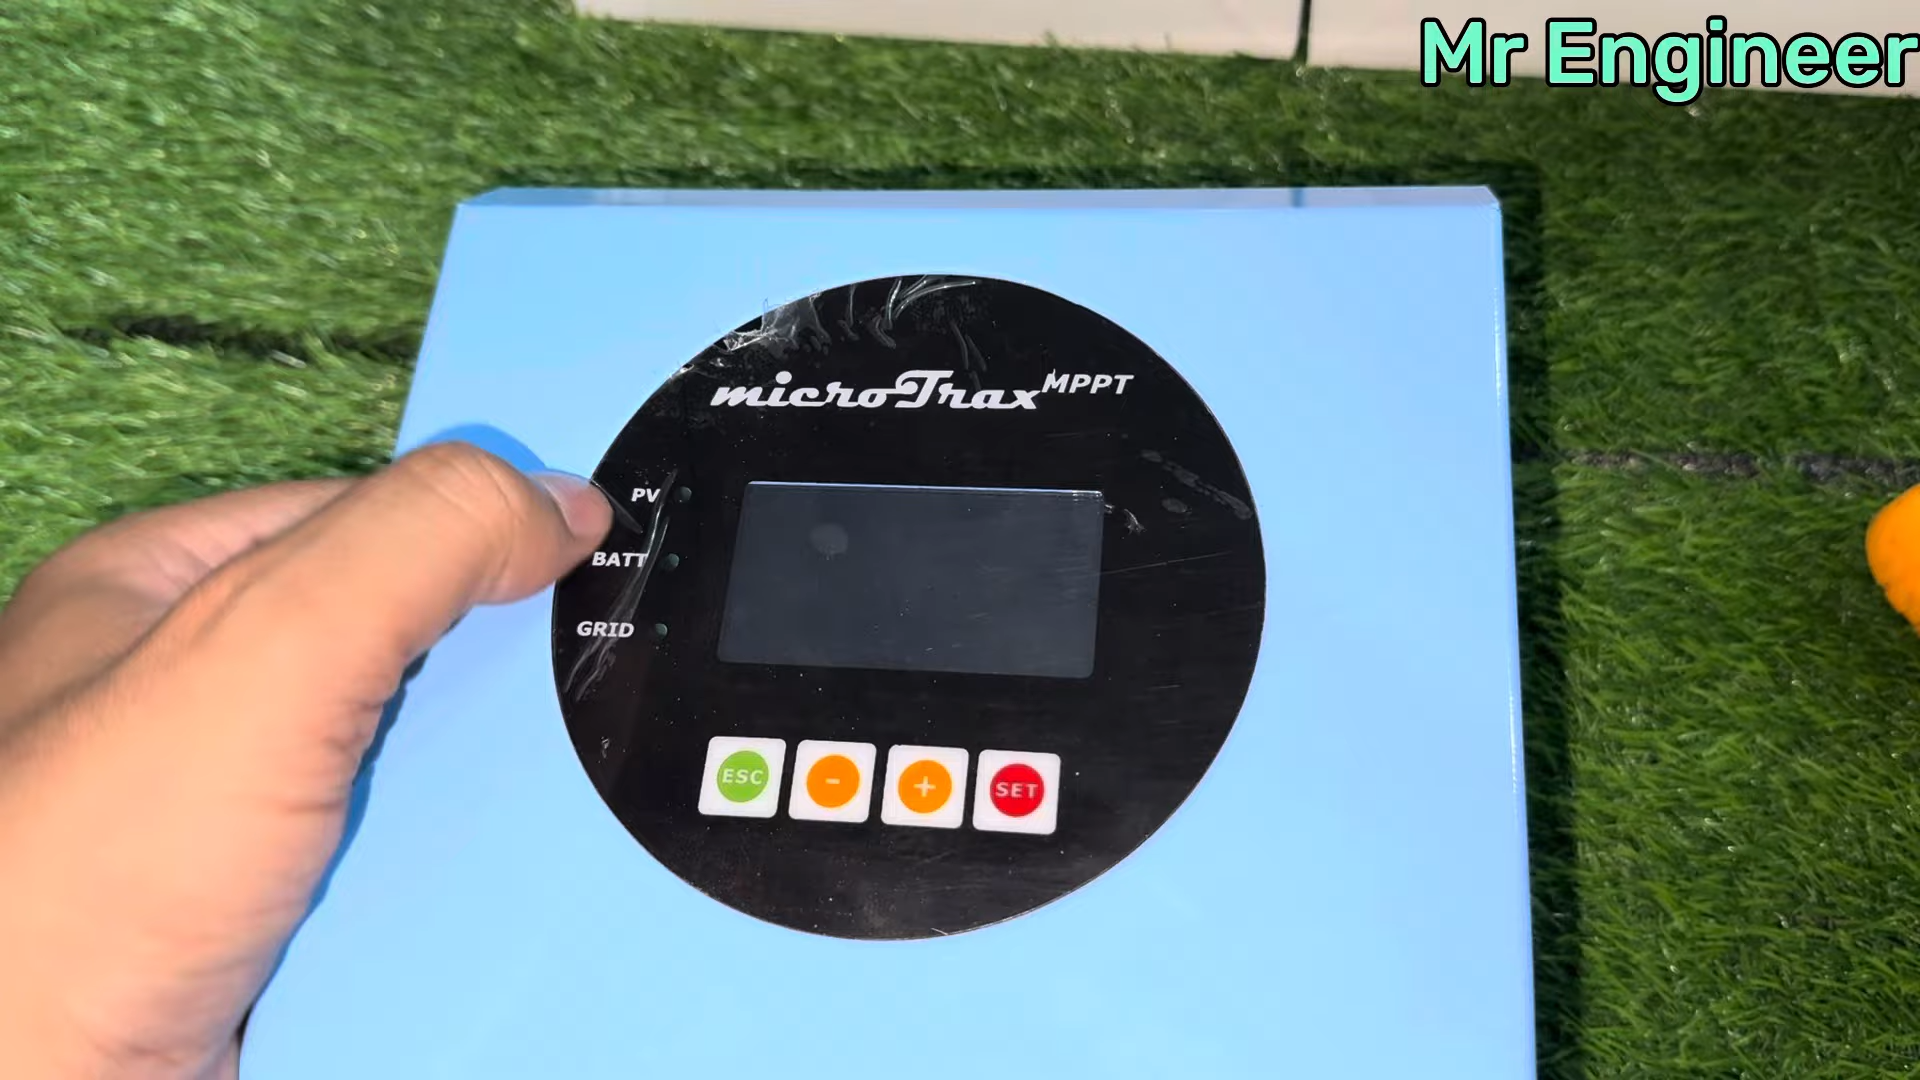 Mr Engineer
microTrax MPPT
PV
BATT
GRID
ESC - + SET